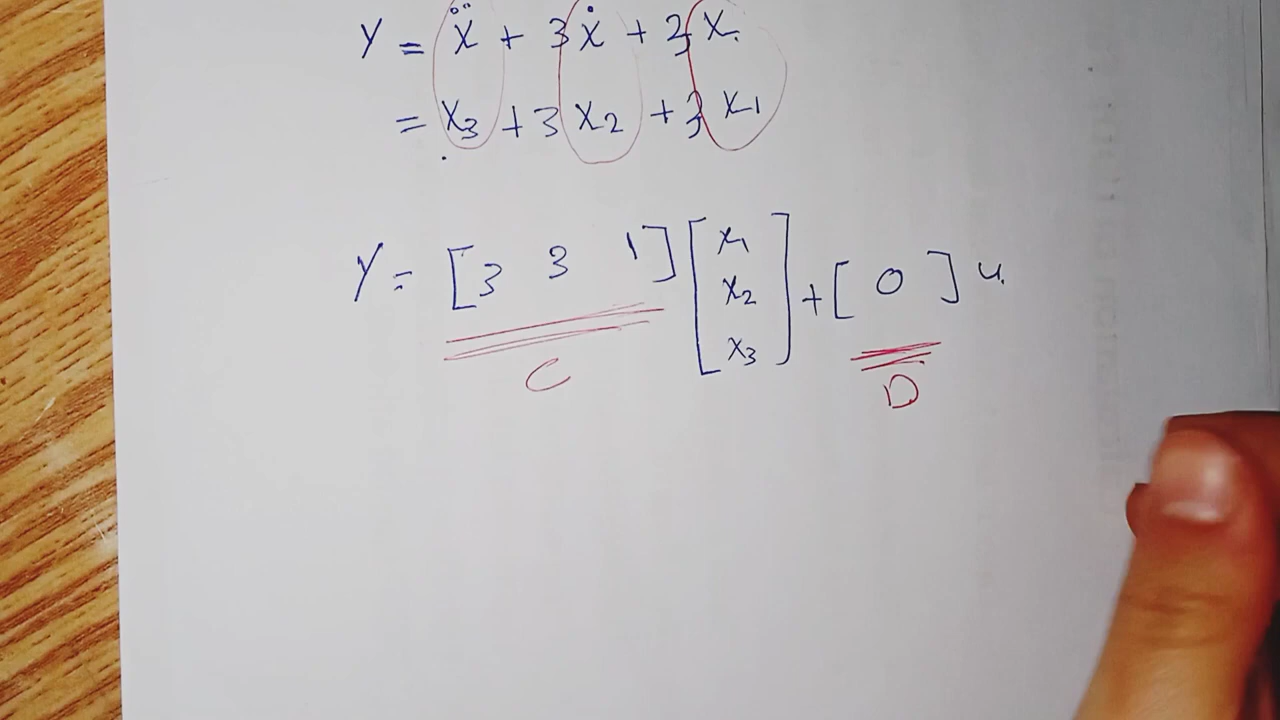 Y = ẍ + 3ẋ + 3x.
= x₃ + 3x₂ + 3x₁
Y = [3 3 1] [x₁ x₂ x₃] + [0] u.
C D